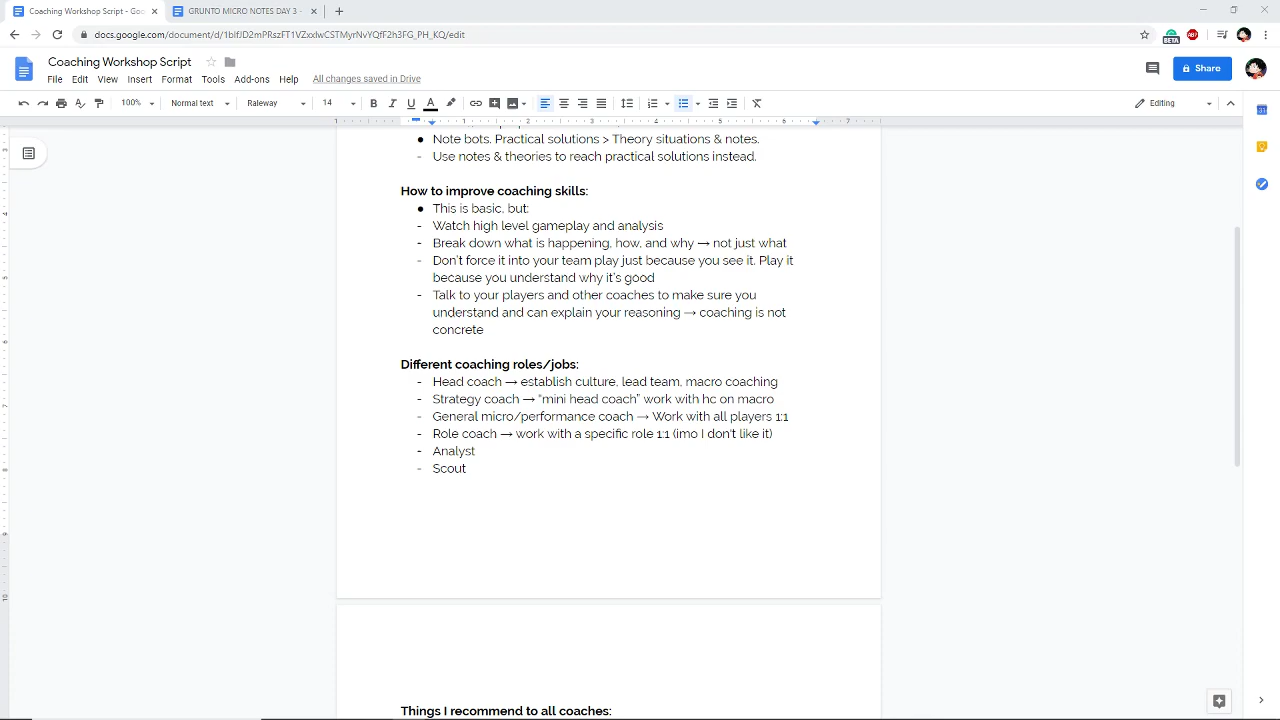 Coaching Workshop Script - Goo
GRUNTO MICRO NOTES DAY 3 -
Coaching Workshop Script
File Edit View Insert Format Tools Add-ons Help All changes saved in Drive
Share
100% Normal text Raleway 14 B I U A Editing
Note bots. Practical solutions > Theory situations & notes.
- Use notes & theories to reach practical solutions instead.
How to improve coaching skills:
● This is basic, but:
- Watch high level gameplay and analysis
- Break down what is happening, how, and why → not just what
- Don't force it into your team play just because you see it. Play it
because you understand why it's good
- Talk to your players and other coaches to make sure you
understand and can explain your reasoning → coaching is not
concrete
Different coaching roles/jobs:
- Head coach → establish culture, lead team, macro coaching
- Strategy coach → "mini head coach" work with hc on macro
- General micro/performance coach → Work with all players 1:1
- Role coach → work with a specific role 1:1 (imo I don't like it)
- Analyst
- Scout
Things I recommend to all coaches: